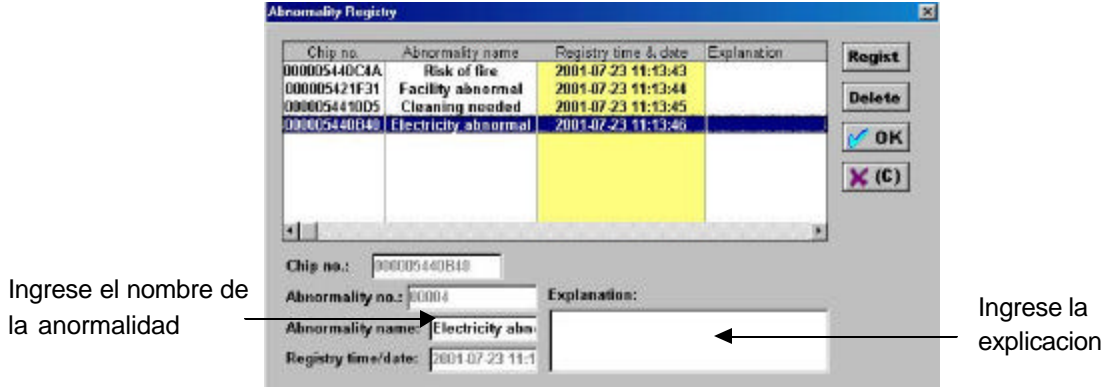 Abnormality Registry
Chip no. Abnormality name Registry time & date Explanation
000005440C4A Risk of fire 2001-07-23 11:13:43
000005421F31 Facility abnormal 2001-07-23 11:13:44
0000054410D5 Cleaning needed 2001-07-23 11:13:45
000005440B40 Electricity abnormal 2001-07-23 11:13:46
Regist
Delete
OK
(C)
Chip no.: 000005440B40
Abnormality no.: 00004
Abnormality name: Electricity abn
Registry time/date: 2001-07-23 11:1
Explanation:
Ingrese el nombre de
la anormalidad
Ingrese la
explicacion